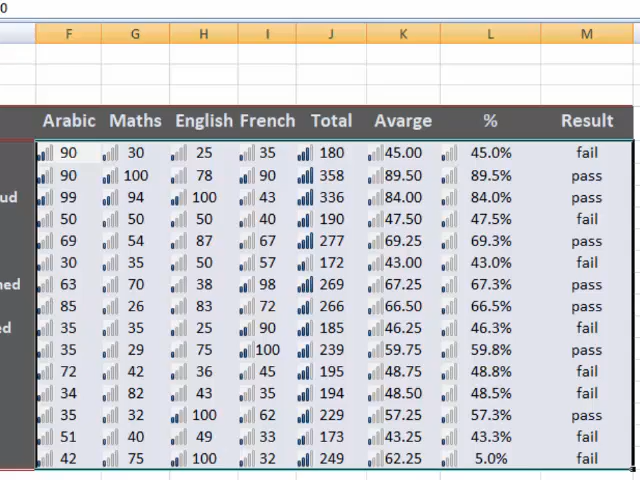 0
F G H I J K L M
Arabic Maths English French Total Avarge % Result
90 30 25 35 180 45.00 45.0% fail
90 100 78 90 358 89.50 89.5% pass
ud 99 94 100 43 336 84.00 84.0% pass
50 50 50 40 190 47.50 47.5% fail
69 54 87 67 277 69.25 69.3% pass
30 35 50 57 172 43.00 43.0% fail
ned 63 70 38 98 269 67.25 67.3% pass
85 26 83 72 266 66.50 66.5% pass
ed 35 35 25 90 185 46.25 46.3% fail
35 29 75 100 239 59.75 59.8% pass
72 42 36 45 195 48.75 48.8% fail
34 82 43 35 194 48.50 48.5% fail
35 32 100 62 229 57.25 57.3% pass
51 40 49 33 173 43.25 43.3% fail
42 75 100 32 249 62.25 5.0% fail